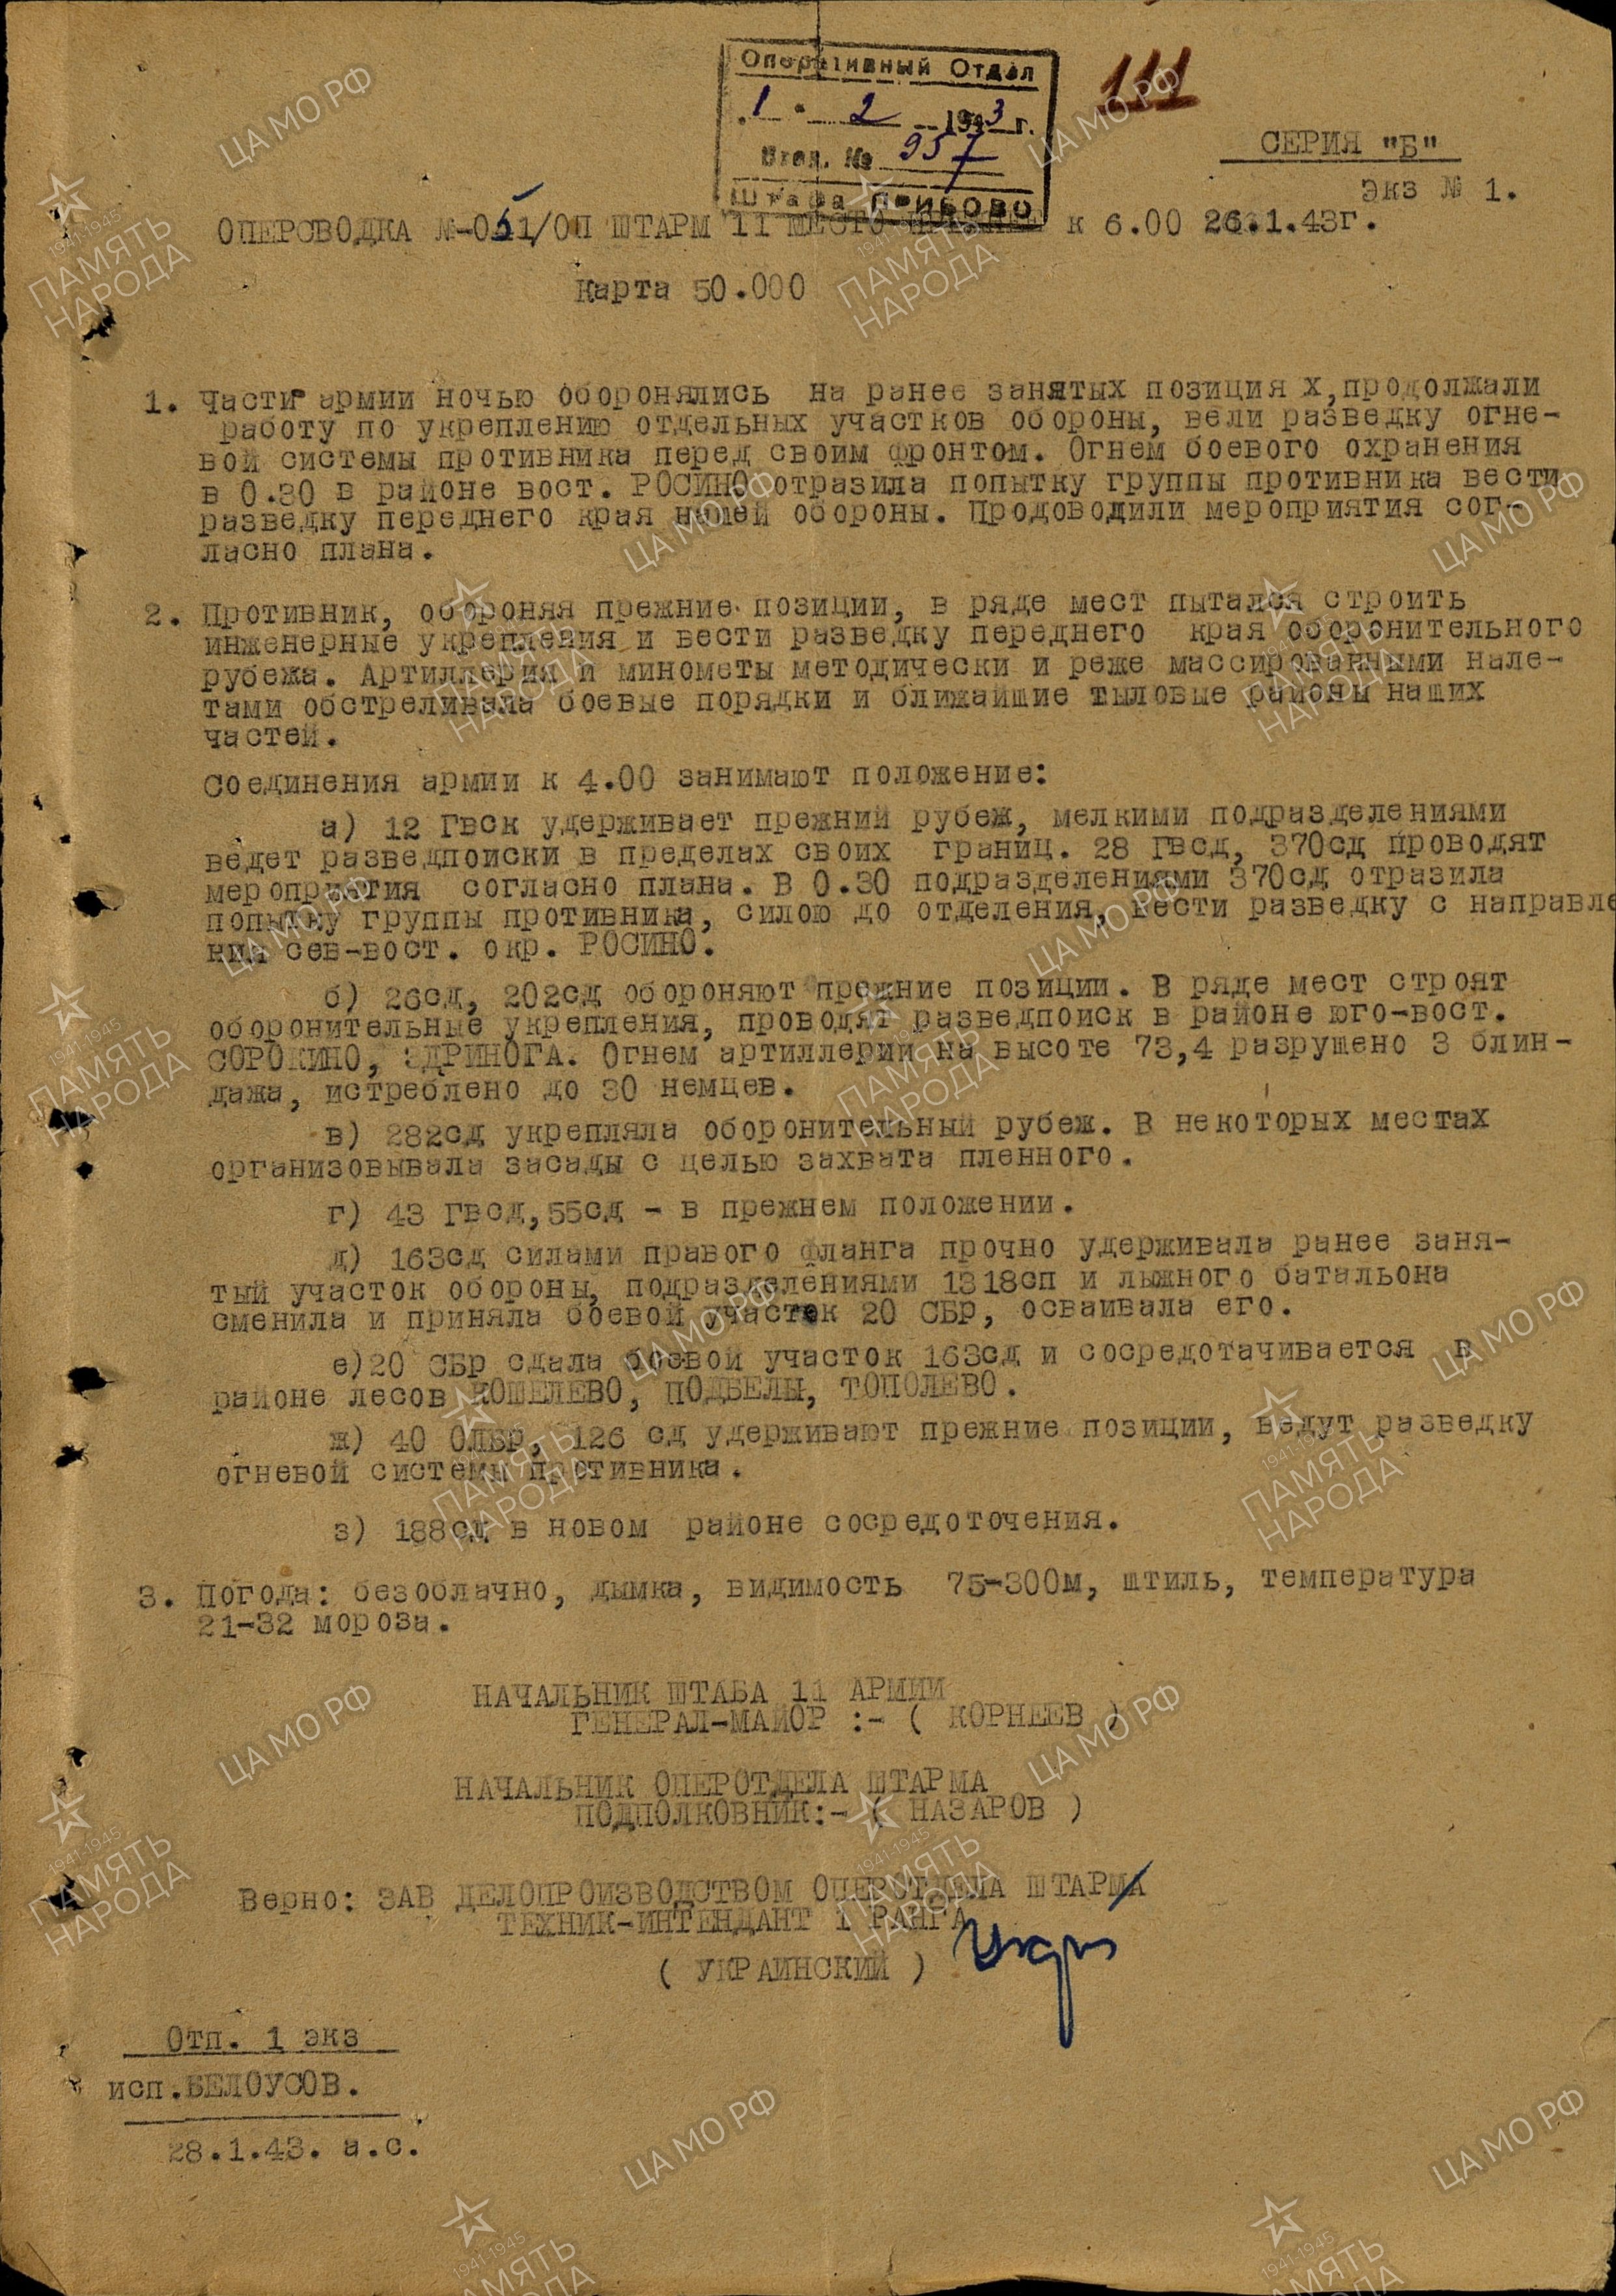 Оперативный Отдел
111
"1" 2 1943 г.
СЕРИЯ "Б"
Вход. № 957
Экз № 1.
Штаба
ОПЕРСВОДКА №-051/ОП ШТАРМ 11 МЕСТО к 6.00 26.1.43г.
Карта 50.000
1. Части армии ночью оборонялись на ранее занятых позиция х,продолжали
работу по укреплению отдельных участков обороны, вели разведку огне-
вой системы противника перед своим фронтом. Огнем боевого охранения
в 0.30 в районе вост. РОСИНО отразила попытку группы противника вести
разведку переднего края нашей обороны. Продоводили мероприятия сог-
ласно плана.
2. Противник, обороняя прежние позиции, в ряде мест пытался строить
инженерные укрепления и вести разведку переднего края оборонительного
рубежа. Артиллерия и минометы методически и реже массированными нале-
тами обстреливала боевые порядки и ближайшие тыловые районы наших
частей.
Соединения армии к 4.00 занимают положение:
а) 12 Гвск удерживает прежний рубеж, мелкими подразделениями
ведет разведпоиски в пределах своих границ. 28 Гвсд, 370сд проводят
мероприятия согласно плана. В 0.30 подразделениями 370сд отразила
попытку группы противника, силою до отделения, вести разведку с направле
ния сев-вост. окр. РОСИНО.
б) 26сд, 202сд обороняют прежние позиции. В ряде мест строят
оборонительные укрепления, проводят разведпоиск в районе юго-вост.
СОРОКИНО, ЗДРИНОГА. Огнем артиллерии на высоте 73,4 разрушено 3 блин-
дажа, истреблено до 30 немцев.
в) 282сд укрепляла оборонительный рубеж. В некоторых местах
организовывала засады с целью захвата пленного.
г) 43 Гвсд,55сд - в прежнем положении.
д) 163сд силами правого фланга прочно удерживала ранее заня-
тый участок обороны, подразделениями 1318сп и лыжного батальона
сменила и приняла боевой участок 20 СБР, осваивала его.
е)20 СБр сдала боевой участок 163сд и сосредотачивается в
районе лесов КОШЕЛЕВО, ПОДБЕЛЫ, ТОПОЛЕВО.
ж) 40 ОЛБр, 126 сд удерживают прежние позиции, ведут разведку
огневой системы противника.
з) 188сд в новом районе сосредоточения.
3. Погода: безоблачно, дымка, видимость 75-300м, штиль, температура
21-32 мороза.
НАЧАЛЬНИК ШТАБА 11 АРМИИ
ГЕНЕРАЛ-МАЙОР :- ( КОРНЕЕВ )
НАЧАЛЬНИК ОПЕРОТДЕЛА ШТАРМА
ПОДПОЛКОВНИК:- ( НАЗАРОВ )
Верно: ЗАВ ДЕЛОПРОИЗВОДСТВОМ ОПЕРОТДЕЛА ШТАРМА
ТЕХНИК-ИНТЕНДАНТ 1 РАНГА
( УКРАИНСКИЙ )
Отп. 1 экз
исп.БЕЛОУСОВ.
28.1.43. а.с.